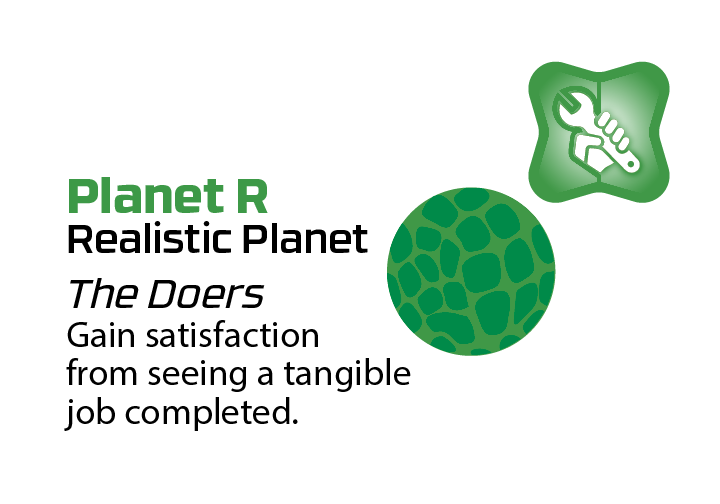 Planet R
Realistic Planet
The Doers
Gain satisfaction
from seeing a tangible
job completed.